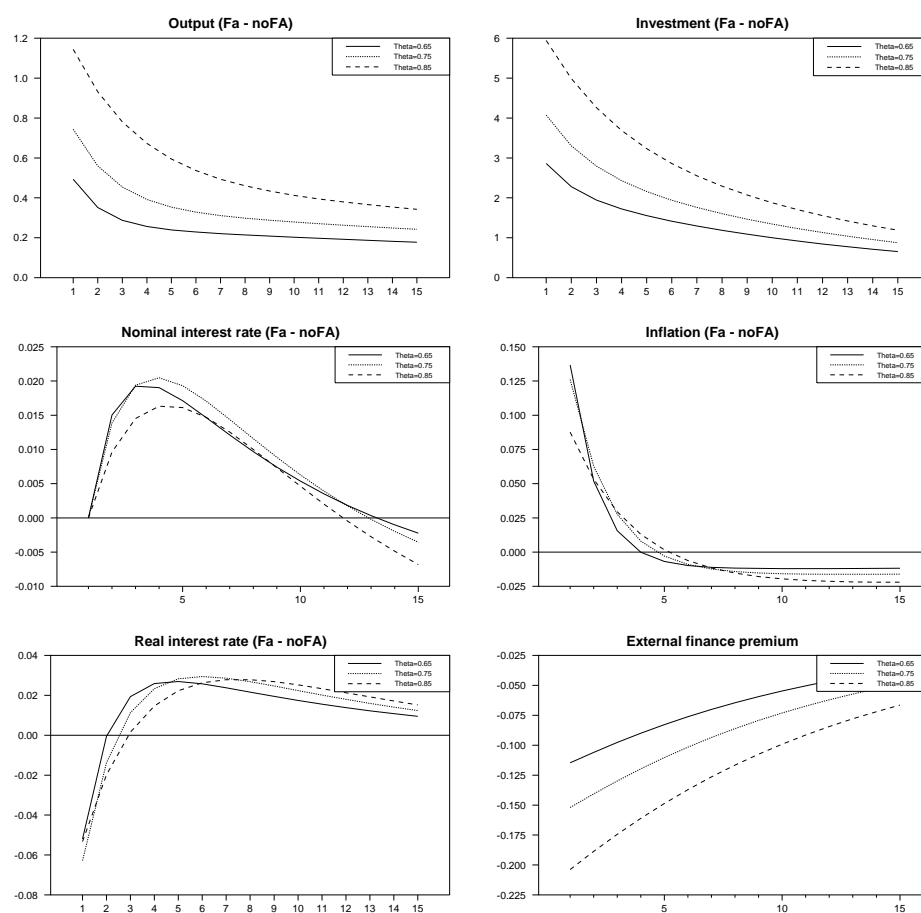 Output (Fa - noFA)
1.2
1.0
0.8
0.6
0.4
0.2
0.0
1 2 3 4 5 6 7 8 9 10 11 12 13 14 15
Theta=0.65
Theta=0.75
Theta=0.85
Investment (Fa - noFA)
6
5
4
3
2
1
0
1 2 3 4 5 6 7 8 9 10 11 12 13 14 15
Theta=0.65
Theta=0.75
Theta=0.85
Nominal interest rate (Fa - noFA)
0.025
0.020
0.015
0.010
0.005
0.000
-0.005
-0.010
5 10 15
Theta=0.65
Theta=0.75
Theta=0.85
Inflation (Fa - noFA)
0.150
0.125
0.100
0.075
0.050
0.025
0.000
-0.025
5 10 15
Theta=0.65
Theta=0.75
Theta=0.85
Real interest rate (Fa - noFA)
0.04
0.02
0.00
-0.02
-0.04
-0.06
-0.08
1 2 3 4 5 6 7 8 9 10 11 12 13 14 15
Theta=0.65
Theta=0.75
Theta=0.85
External finance premium
-0.025
-0.050
-0.075
-0.100
-0.125
-0.150
-0.175
-0.200
-0.225
5 10 15
Theta=0.65
Theta=0.75
Theta=0.85